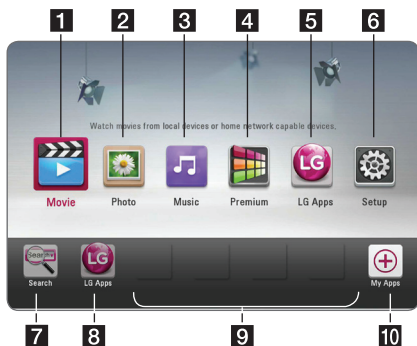 1 2 3 4 5 6
Watch movies from local devices or home network capable devices.
LG
Movie Photo Music Premium LG Apps Setup
Search LG
Search LG Apps My Apps
7 8 9 10